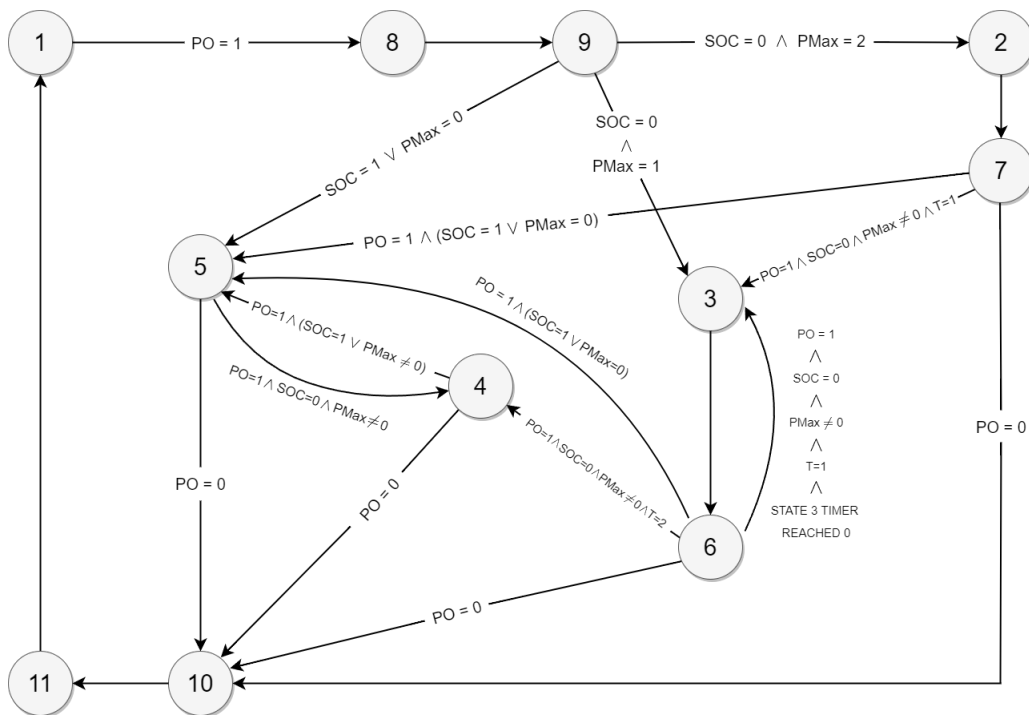 1
PO = 1
8
9
SOC = 0 ∧ PMax = 2
2
SOC = 0
∧
PMax = 1
SOC = 1 ∨ PMax = 0
7
PO = 1 ∧ (SOC = 1 ∨ PMax = 0)
PO=1 ∧ SOC=0 ∧ PMax ≠ 0 ∧ T=1
5
3
PO = 1 ∧ (SOC=1 ∨ PMax=0)
PO=1 ∧ (SOC=1 ∨ PMax ≠ 0)
4
PO=1 ∧ SOC=0 ∧ PMax ≠ 0
PO = 1
∧
SOC = 0
∧
PMax ≠ 0
∧
T=1
∧
STATE 3 TIMER
REACHED 0
PO = 0
PO=1∧SOC=0∧PMax≠0∧T=2
PO = 0
PO = 0
6
PO = 0
11
10